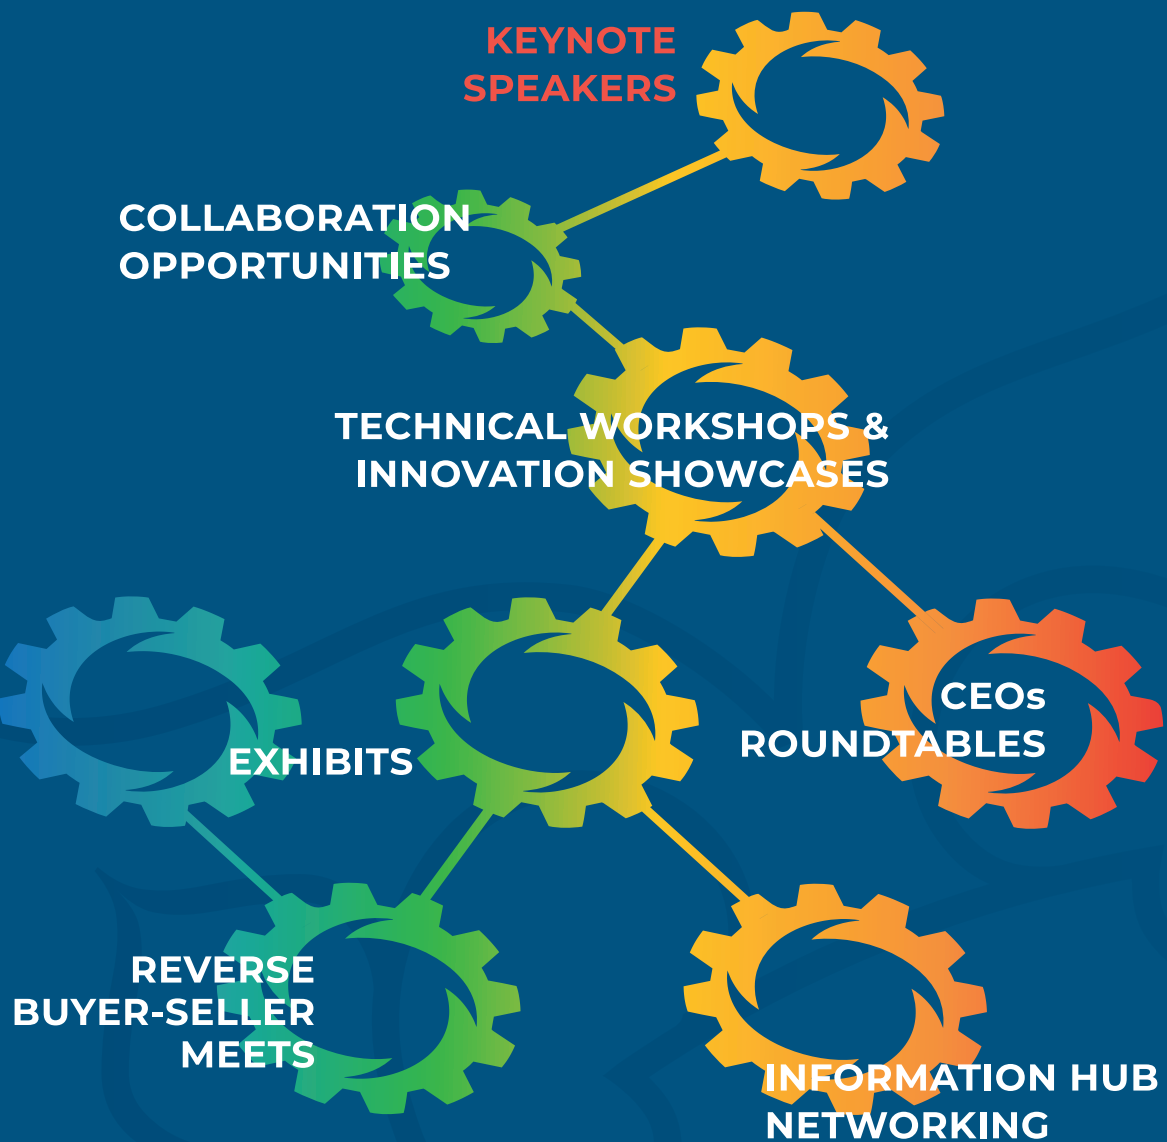 KEYNOTE
SPEAKERS
COLLABORATION
OPPORTUNITIES
TECHNICAL WORKSHOPS &
INNOVATION SHOWCASES
CEOs
ROUNDTABLES
EXHIBITS
REVERSE
BUYER-SELLER
MEETS
INFORMATION HUB
NETWORKING